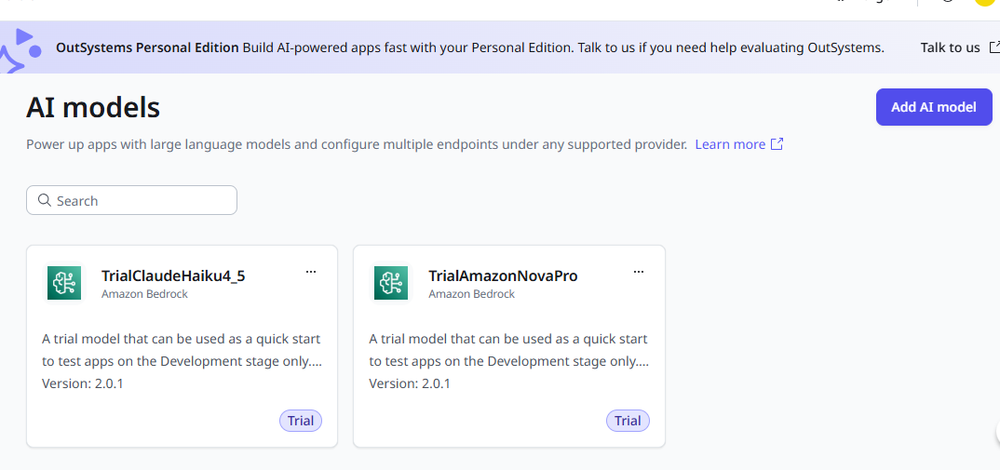 OutSystems Personal Edition Build AI-powered apps fast with your Personal Edition. Talk to us if you need help evaluating OutSystems. Talk to us
AI models
Add AI model
Power up apps with large language models and configure multiple endpoints under any supported provider. Learn more
Search
TrialClaudeHaiku4_5
Amazon Bedrock
A trial model that can be used as a quick start
to test apps on the Development stage only....
Version: 2.0.1
Trial
TrialAmazonNovaPro
Amazon Bedrock
A trial model that can be used as a quick start
to test apps on the Development stage only....
Version: 2.0.1
Trial